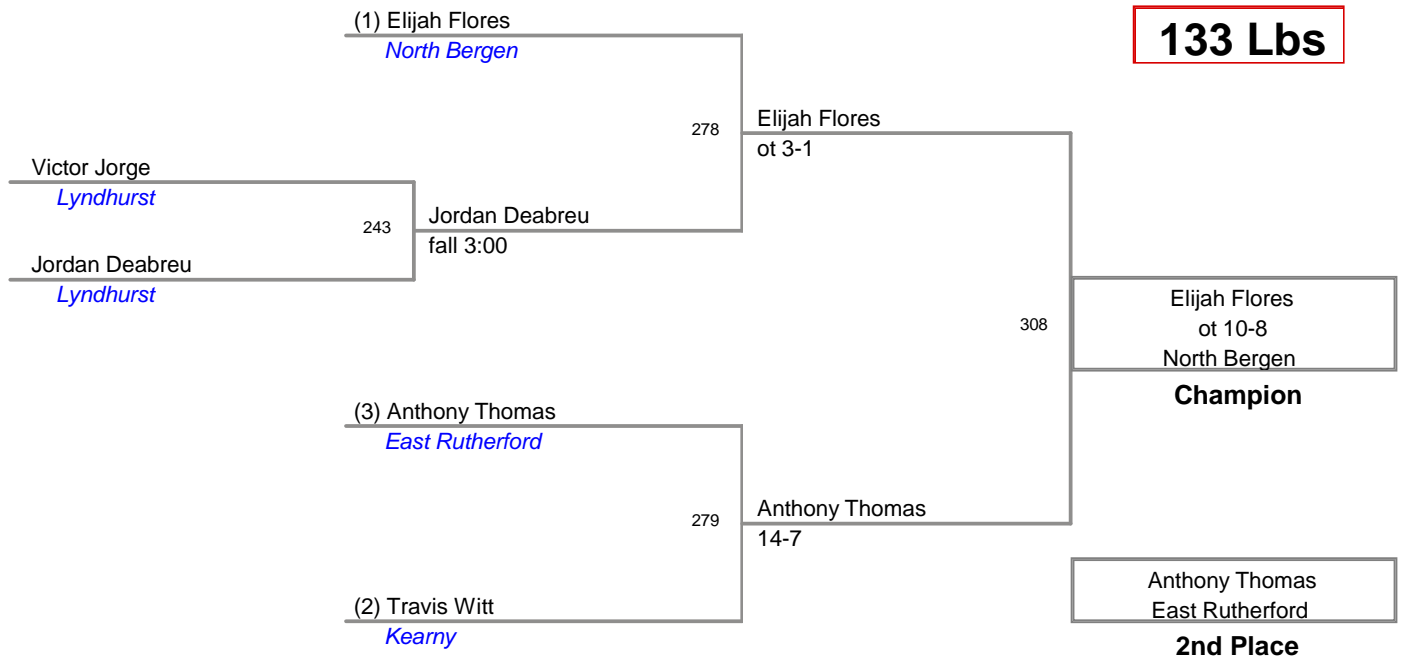 (1) Elijah Flores
North Bergen
133 Lbs
278
Elijah Flores
ot 3-1
Victor Jorge
Lyndhurst
243
Jordan Deabreu
fall 3:00
Jordan Deabreu
Lyndhurst
308
Elijah Flores
ot 10-8
North Bergen
Champion
(3) Anthony Thomas
East Rutherford
279
Anthony Thomas
14-7
(2) Travis Witt
Kearny
Anthony Thomas
East Rutherford
2nd Place